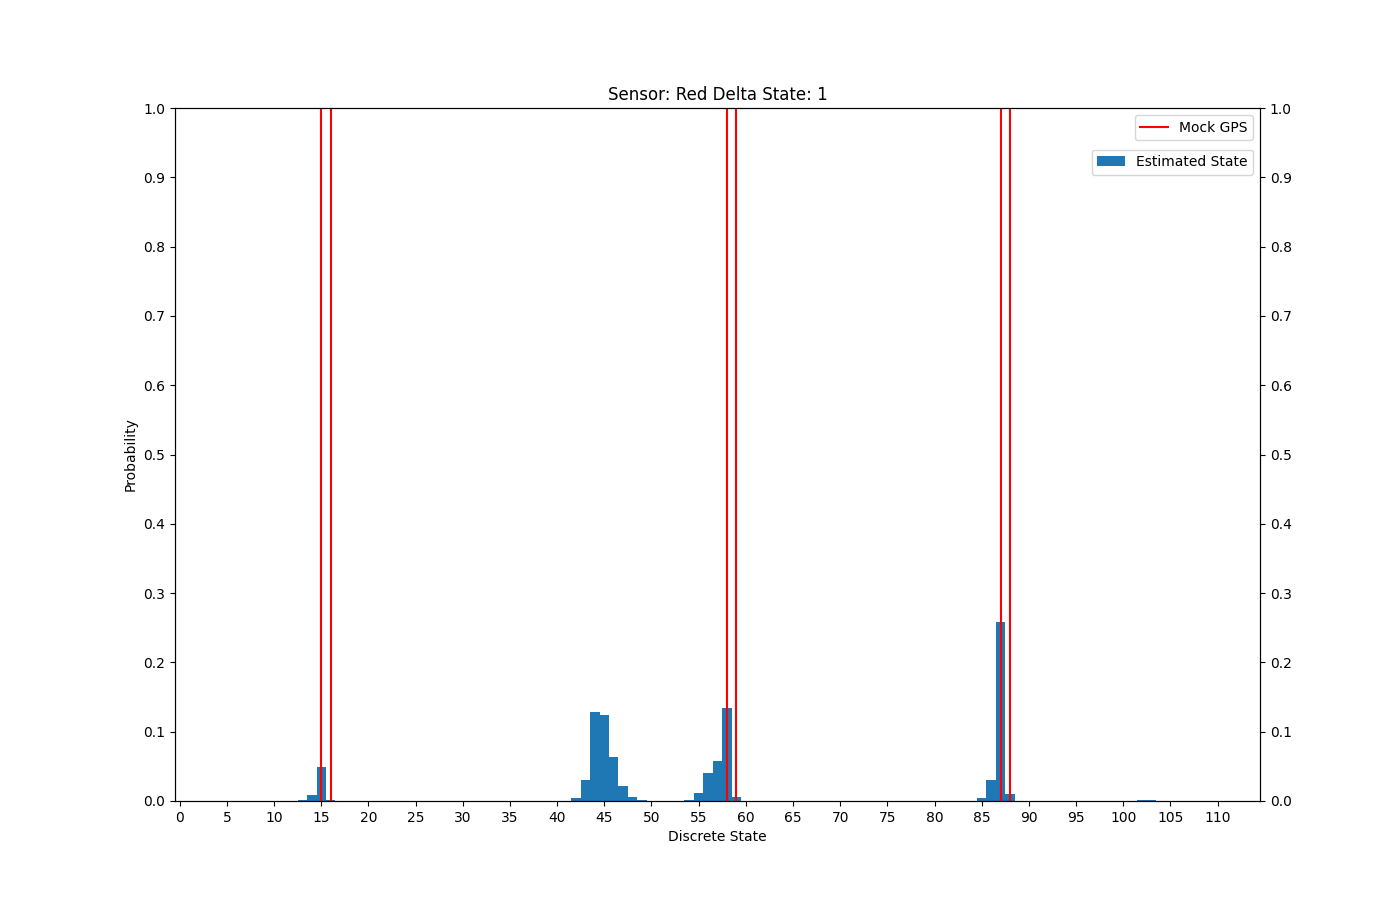 Sensor: Red Delta State: 1
1.0 1.0
Mock GPS
Estimated State
0.9 0.9
0.8 0.8
0.7 0.7
0.6 0.6
0.5 0.5
0.4 0.4
0.3 0.3
0.2 0.2
0.1 0.1
0.0 0.0
Probability
0 5 10 15 20 25 30 35 40 45 50 55 60 65 70 75 80 85 90 95 100 105 110
Discrete State